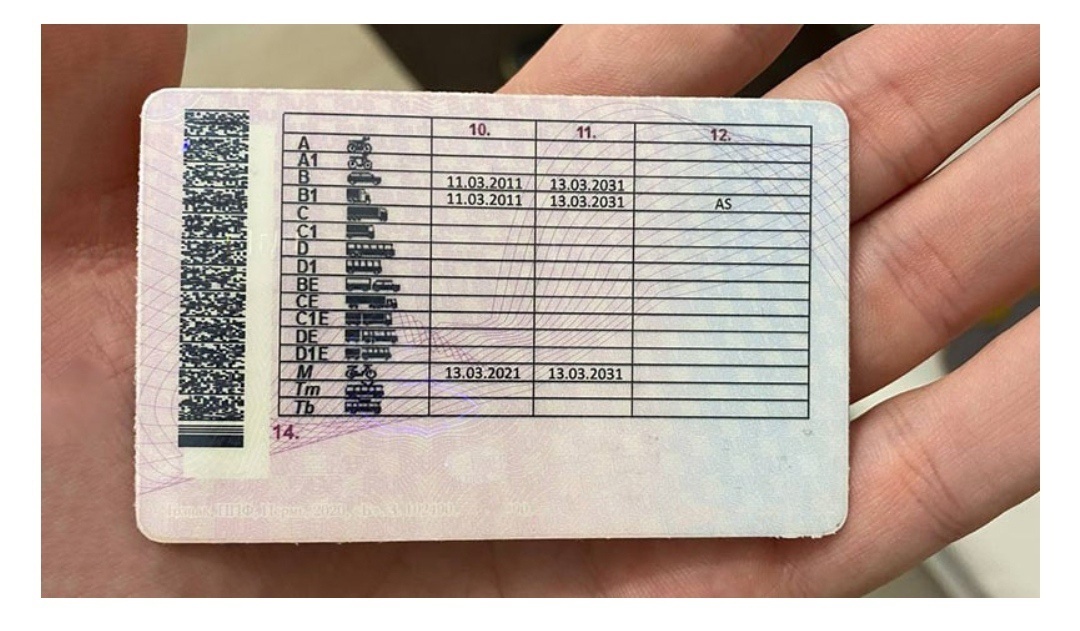 10. 11. 12.
A
A1
B 11.03.2011 13.03.2031
B1 11.03.2011 13.03.2031 AS
C
C1
D
D1
BE
CE
C1E
DE
D1E
M 13.03.2021 13.03.2031
Tm
Tb
14.